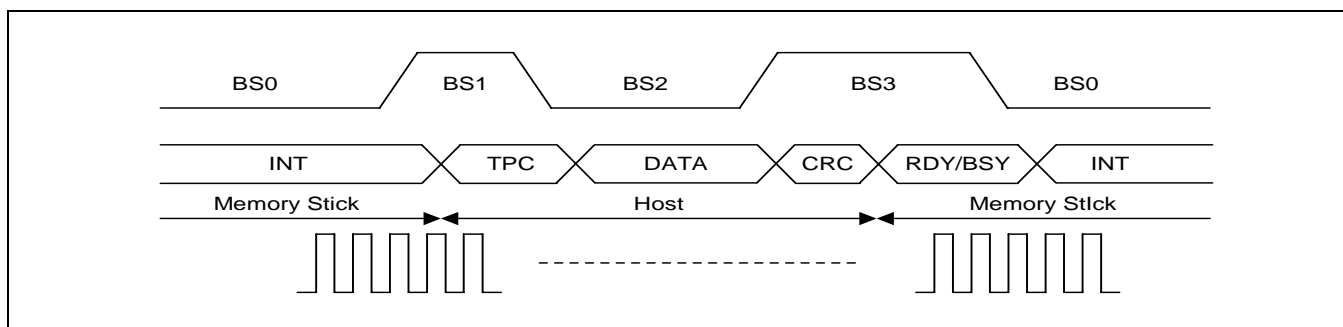 BS0 BS1 BS2 BS3 BS0
INT TPC DATA CRC RDY/BSY INT
Memory Stick Host Memory StIck